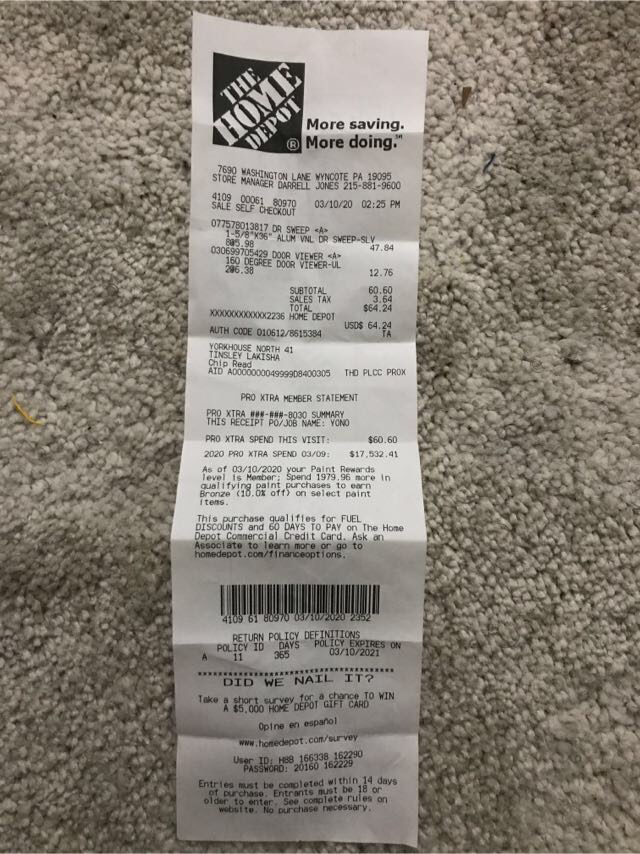 THE
HOME
DEPOT
®
More saving.
More doing.℠
7690 WASHINGTON LANE WYNCOTE PA 19095
STORE MANAGER DARRELL JONES 215-881-9600
4109 00061 80970 03/10/20 02:25 PM
SALE SELF CHECKOUT
077578013817 DR SWEEP <A>
1-5/8"X36" ALUM VNL DR SWEEP-SLV
8@5.98 47.84
030699705429 DOOR VIEWER <A>
160 DEGREE DOOR VIEWER-UL
2@6.38 12.76
SUBTOTAL 60.60
SALES TAX 3.64
TOTAL $64.24
XXXXXXXXXXXX2236 HOME DEPOT
USD$ 64.24
AUTH CODE 010612/8615384 TA
YORKHOUSE NORTH 41
TINSLEY LAKISHA
Chip Read
AID A0000000049999D8400305 THD PLCC PROX
PRO XTRA MEMBER STATEMENT
PRO XTRA ###-###-8030 SUMMARY
THIS RECEIPT PO/JOB NAME: YONO
PRO XTRA SPEND THIS VISIT: $60.60
2020 PRO XTRA SPEND 03/09: $17,532.41
As of 03/10/2020 your Paint Rewards
level is Member; Spend 1979.96 more in
qualifying paint purchases to earn
Bronze (10.0% off) on select paint
items.
This purchase qualifies for FUEL
DISCOUNTS and 60 DAYS TO PAY on The Home
Depot Commercial Credit Card. Ask an
Associate to learn more or go to
homedepot.com/financeoptions.
4109 61 80970 03/10/2020 2352
RETURN POLICY DEFINITIONS
POLICY ID DAYS POLICY EXPIRES ON
A 11 365 03/10/2021
DID WE NAIL IT?
Take a short survey for a chance TO WIN
A $5,000 HOME DEPOT GIFT CARD
Opine en español
www.homedepot.com/survey
User ID: H88 166338 162290
PASSWORD: 20160 162229
Entries must be completed within 14 days
of purchase. Entrants must be 18 or
older to enter. See complete rules on
website. No purchase necessary.